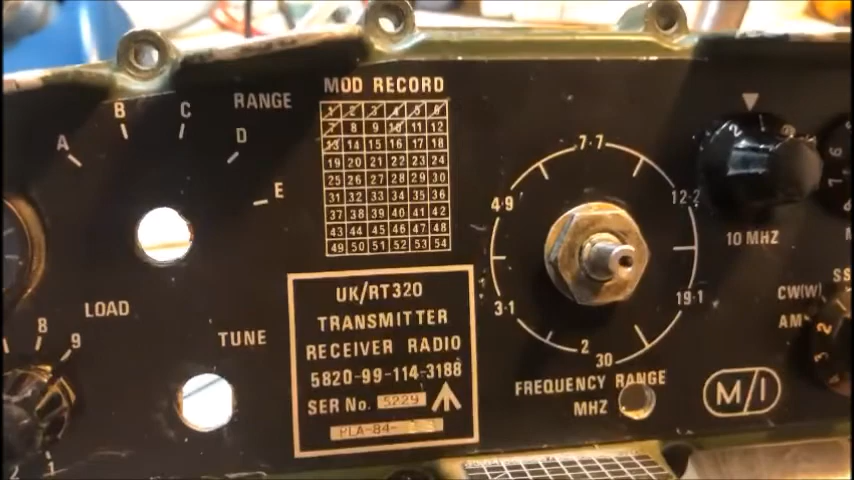 MOD RECORD
1 2 3 4 5 6
7 8 9 10 11 12
13 14 15 16 17 18
19 20 21 22 23 24
25 26 27 28 29 30
31 32 33 34 35 36
37 38 39 40 41 42
43 44 45 46 47 48
49 50 51 52 53 54
RANGE
A
B
C
D
E
LOAD
8
9
TUNE
UK/RT320
TRANSMITTER
RECEIVER RADIO
5820-99-114-3188
SER No. 5229
PLA-84-
7·7
4·9
12·2
3·1
19·1
2
30
FREQUENCY RANGE
MHZ
10 MHZ
CW(W)
AM
SS
M/I